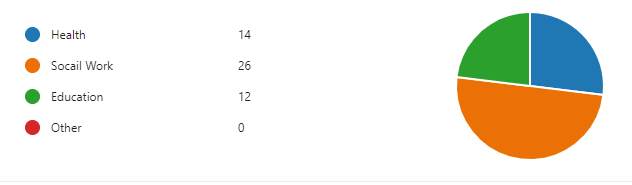 Health 14
Socail Work 26
Education 12
Other 0